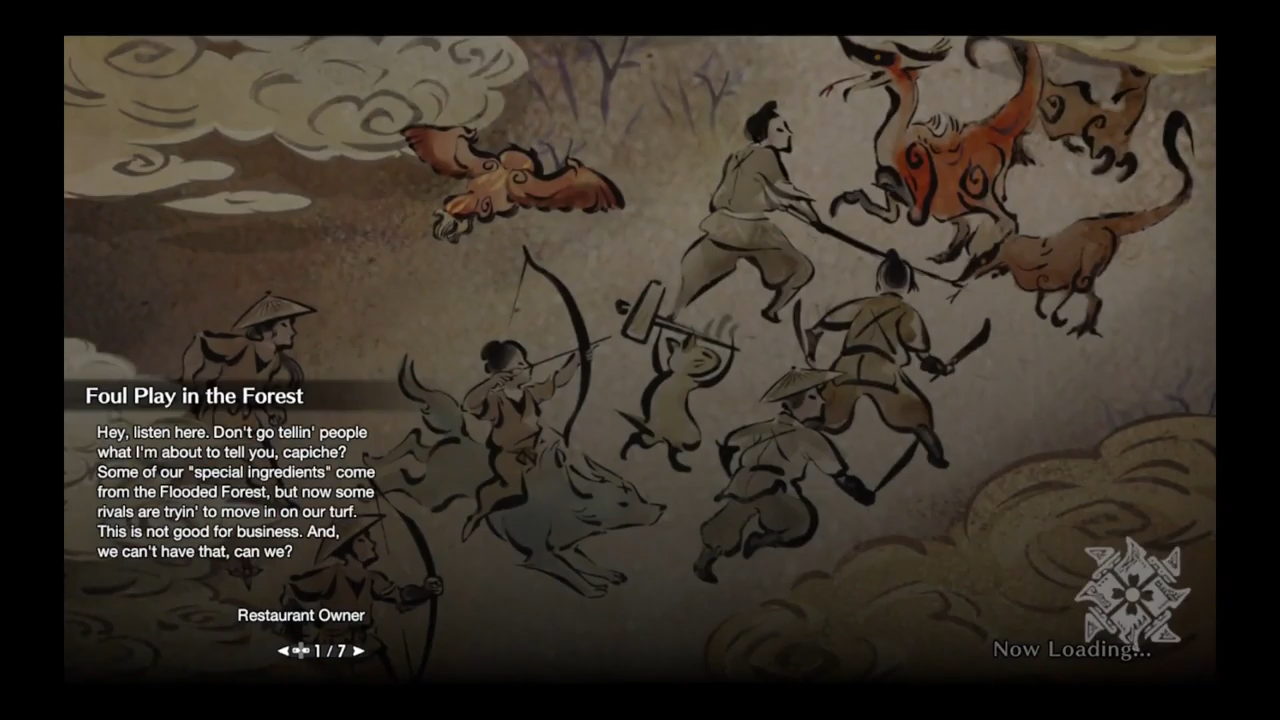 Foul Play in the Forest
Hey, listen here. Don't go tellin' people
what I'm about to tell you, capiche?
Some of our "special ingredients" come
from the Flooded Forest, but now some
rivals are tryin' to move in on our turf.
This is not good for business. And,
we can't have that, can we?
Restaurant Owner
1 / 7
Now Loading...